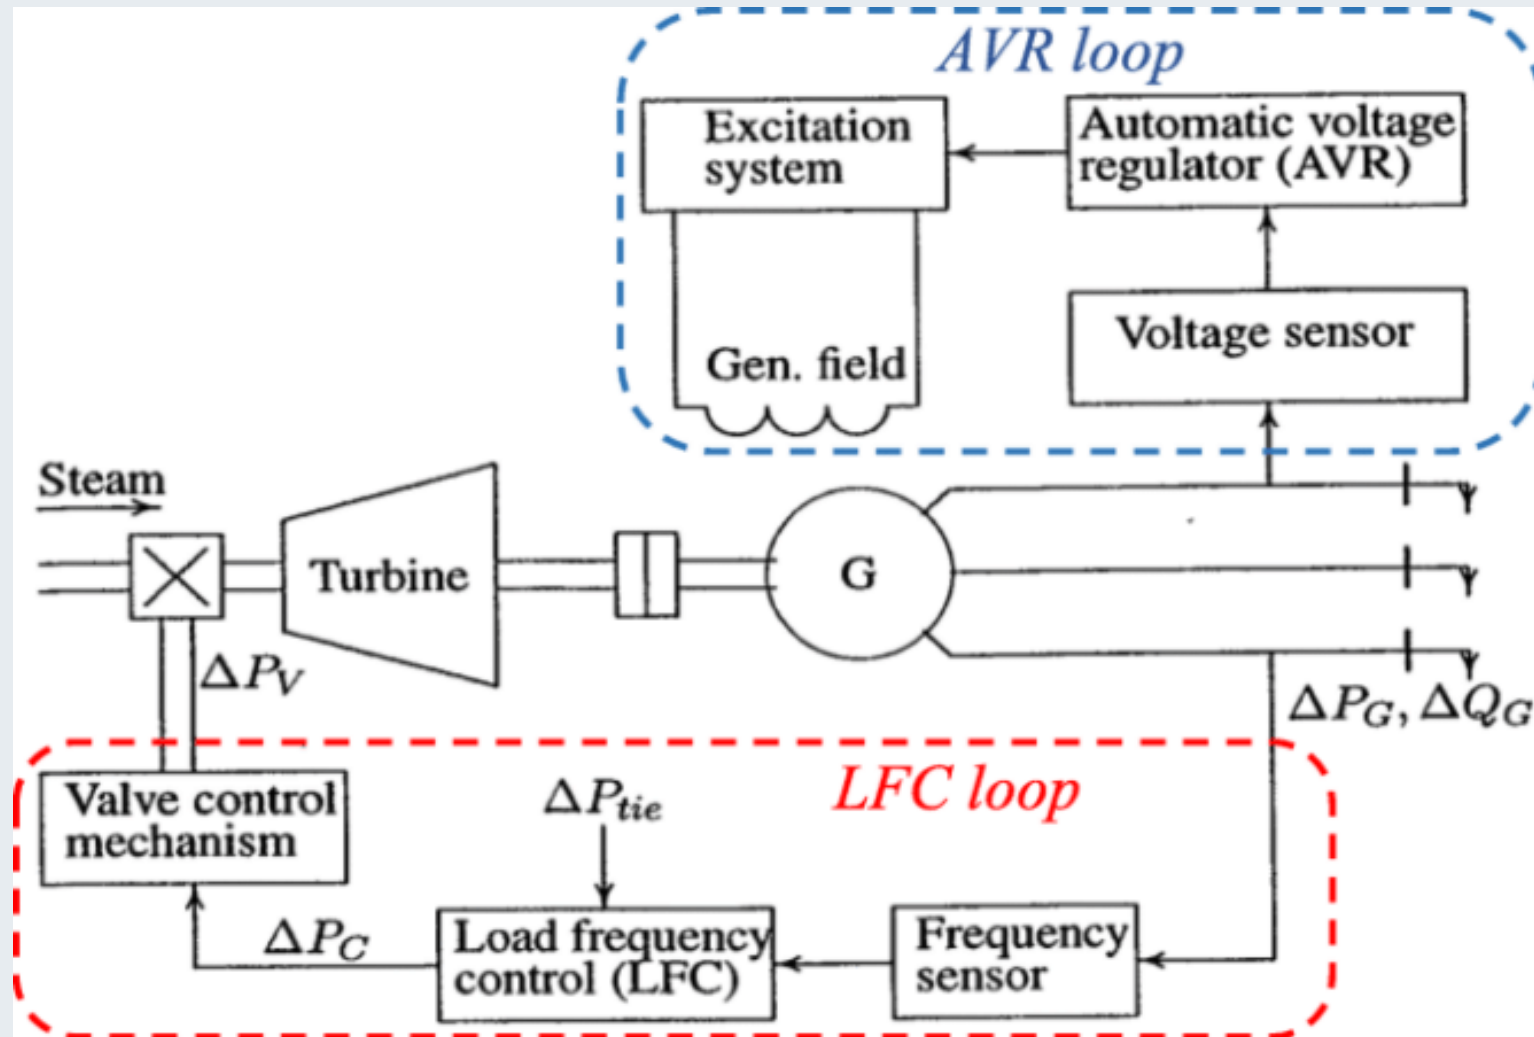 AVR loop
Excitation
system
Automatic voltage
regulator (AVR)
Voltage sensor
Gen. field
Steam
Turbine
G
ΔP_V
ΔP_G, ΔQ_G
LFC loop
Valve control
mechanism
ΔP_tie
ΔP_C
Load frequency
control (LFC)
Frequency
sensor